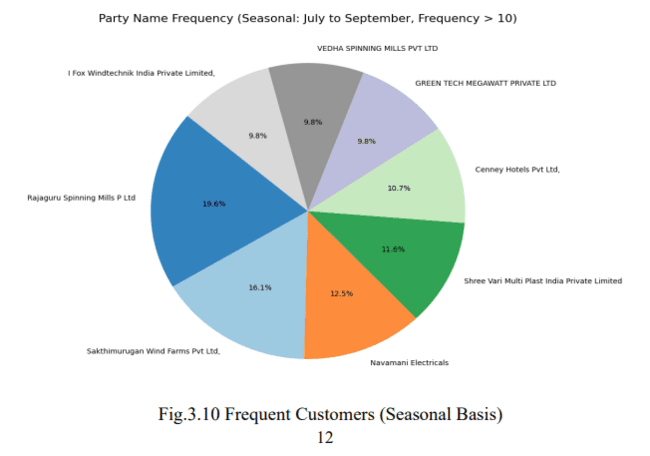 Party Name Frequency (Seasonal: July to September, Frequency > 10)
VEDHA SPINNING MILLS PVT LTD
I Fox Windtechnik India Private Limited,
GREEN TECH MEGAWATT PRIVATE LTD
9.8%
9.8%
9.8%
Cenney Hotels Pvt Ltd,
10.7%
Rajaguru Spinning Mills P Ltd
19.6%
11.6%
Shree Vari Multi Plast India Private Limited
16.1%
12.5%
Sakthimurugan Wind Farms Pvt Ltd,
Navamani Electricals
Fig.3.10 Frequent Customers (Seasonal Basis)
12